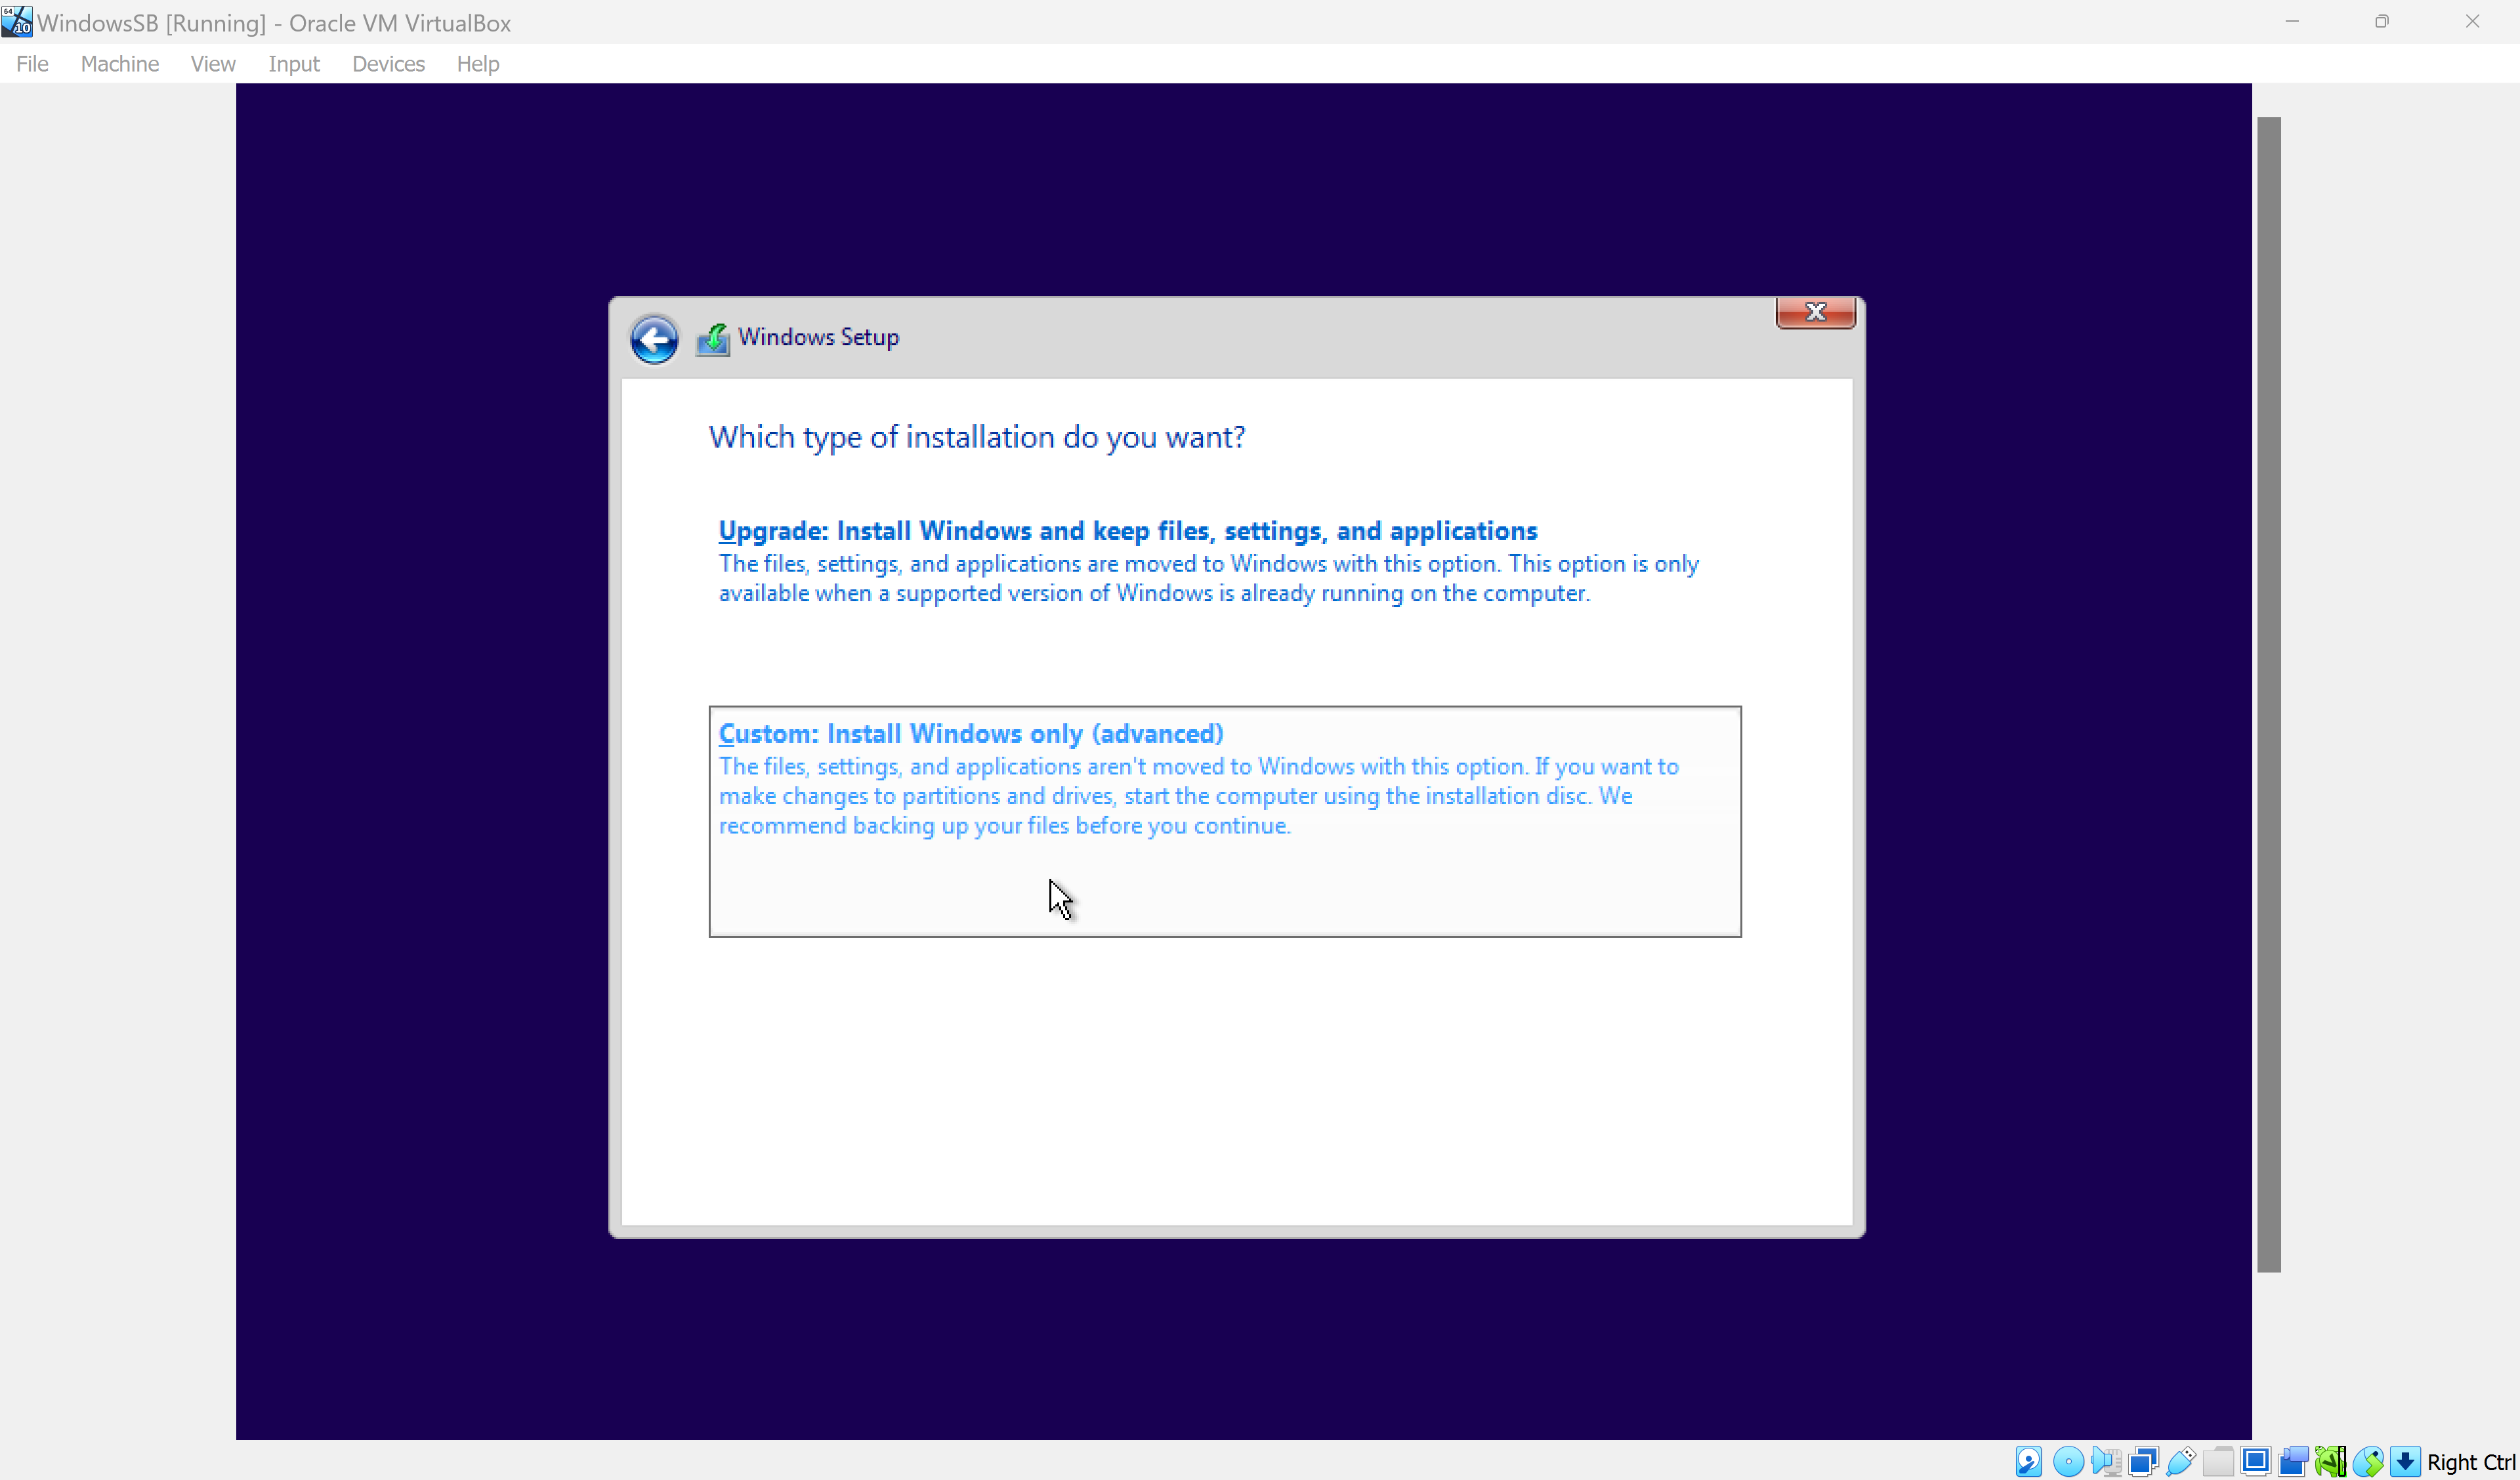 WindowsSB [Running] - Oracle VM VirtualBox
File Machine View Input Devices Help
Windows Setup
Which type of installation do you want?
Upgrade: Install Windows and keep files, settings, and applications
The files, settings, and applications are moved to Windows with this option. This option is only
available when a supported version of Windows is already running on the computer.
Custom: Install Windows only (advanced)
The files, settings, and applications aren't moved to Windows with this option. If you want to
make changes to partitions and drives, start the computer using the installation disc. We
recommend backing up your files before you continue.
Right Ctrl